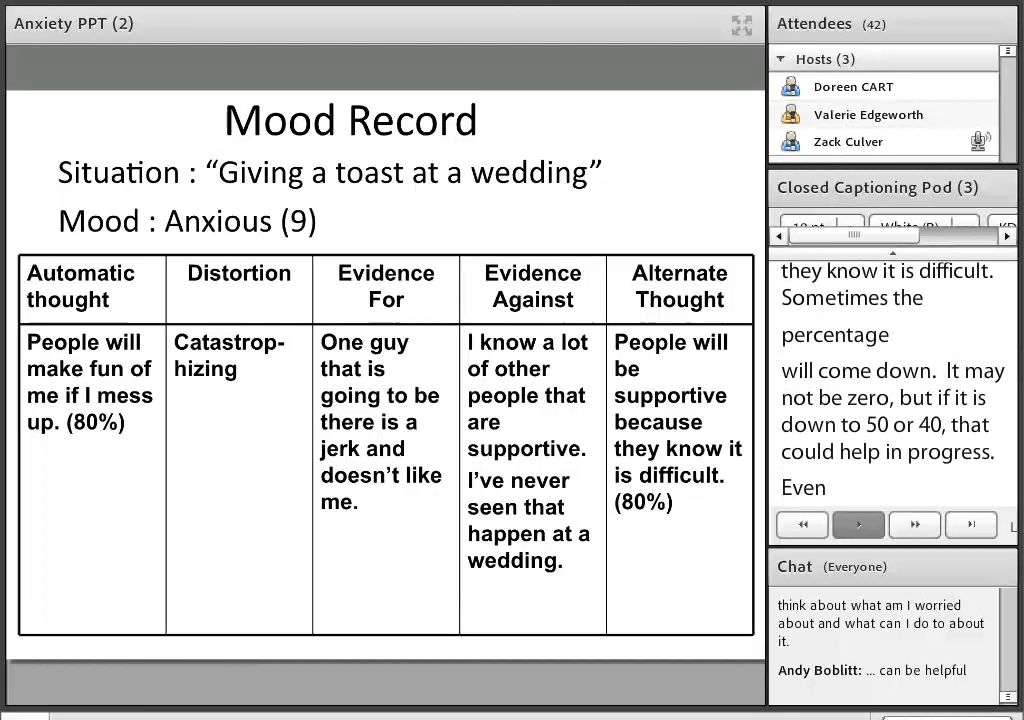 Anxiety PPT (2)
Mood Record
Situation : “Giving a toast at a wedding”
Mood : Anxious (9)
Automatic
thought
Distortion
Evidence
For
Evidence
Against
Alternate
Thought
People will
make fun of
me if I mess
up. (80%)
Catastrop-
hizing
One guy
that is
going to be
there is a
jerk and
doesn’t like
me.
I know a lot
of other
people that
are
supportive.
I’ve never
seen that
happen at a
wedding.
People will
be
supportive
because
they know it
is difficult.
(80%)
Attendees (42)
Hosts (3)
Doreen CART
Valerie Edgeworth
Zack Culver
Closed Captioning Pod (3)
they know it is difficult.
Sometimes the
percentage
will come down. It may
not be zero, but if it is
down to 50 or 40, that
could help in progress.
Even
Chat (Everyone)
think about what am I worried
about and what can I do to about
it.
Andy Boblitt: ... can be helpful